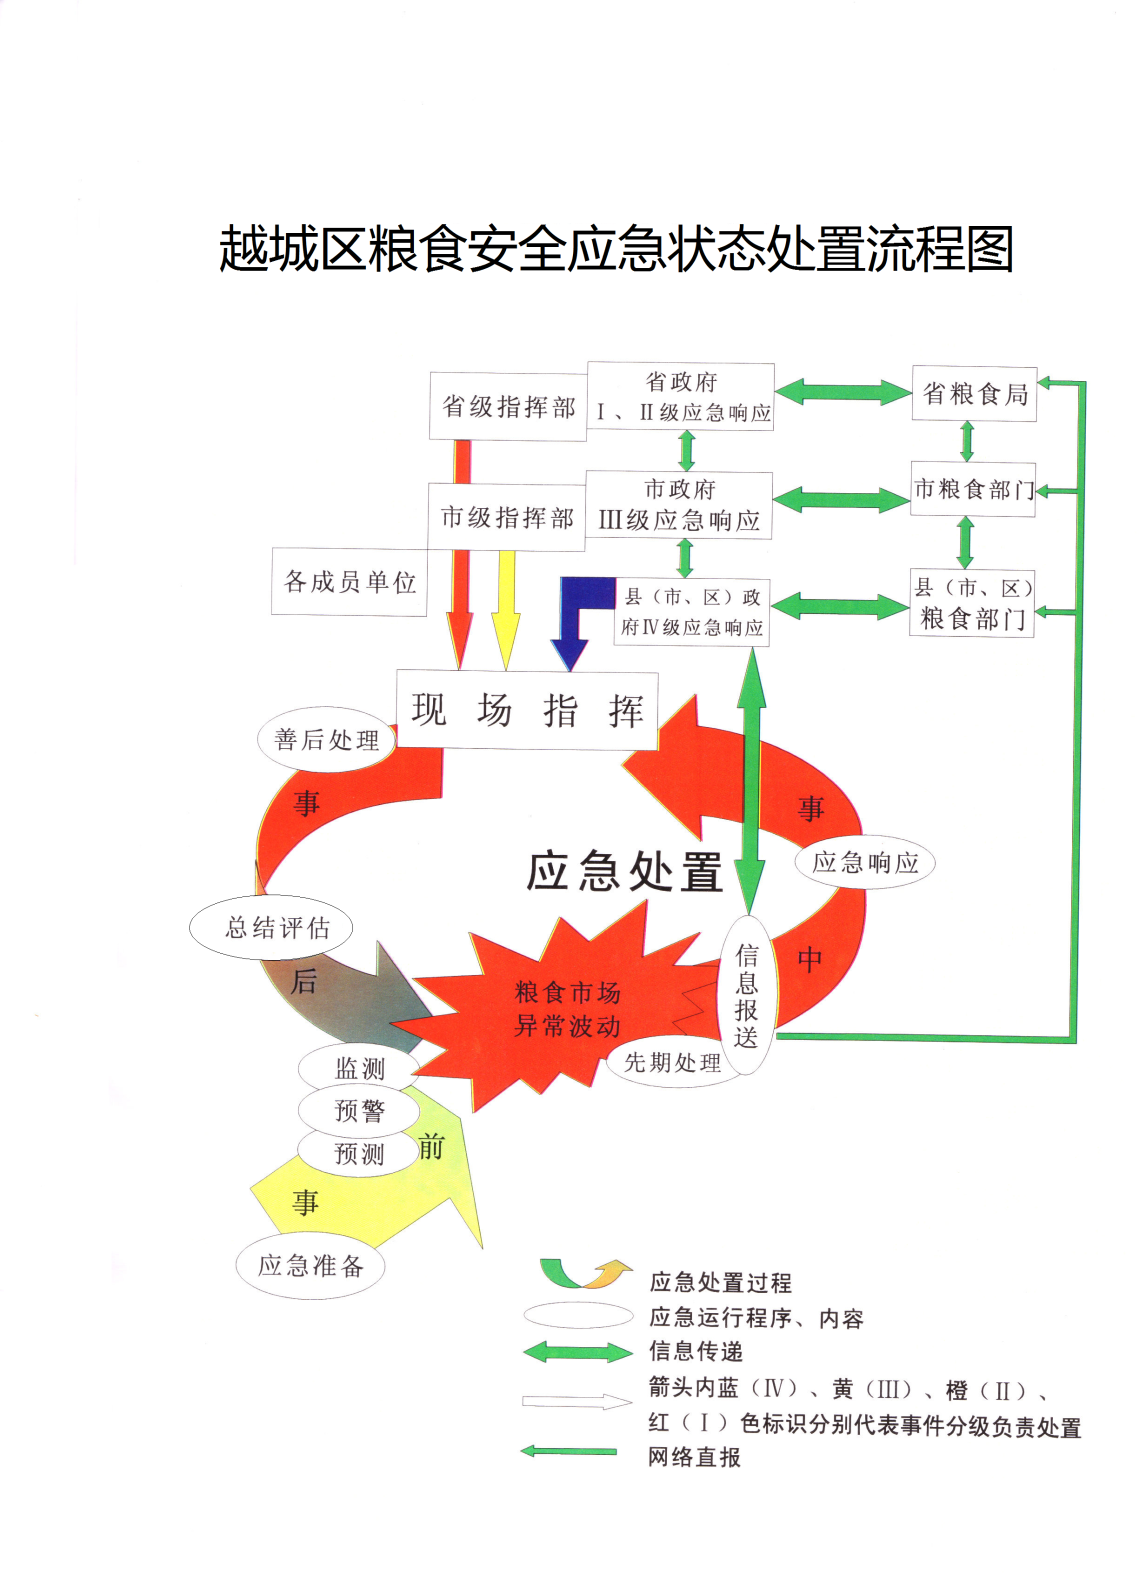 越城区粮食安全应急状态处置流程图
省级指挥部
省政府
Ⅰ、Ⅱ级应急响应
省粮食局
市级指挥部
市政府
Ⅲ级应急响应
市粮食部门
各成员单位
县（市、区）政
府Ⅳ级应急响应
县（市、区）
粮食部门
现场指挥
善后处理
事
事
应急处置
应急响应
总结评估
后
中
粮食市场
异常波动
信息报送
先期处理
监测
预警
预测
前
事
应急准备
应急处置过程
应急运行程序、内容
信息传递
箭头内蓝（Ⅳ）、黄（Ⅲ）、橙（Ⅱ）、
红（Ⅰ）色标识分别代表事件分级负责处置
网络直报